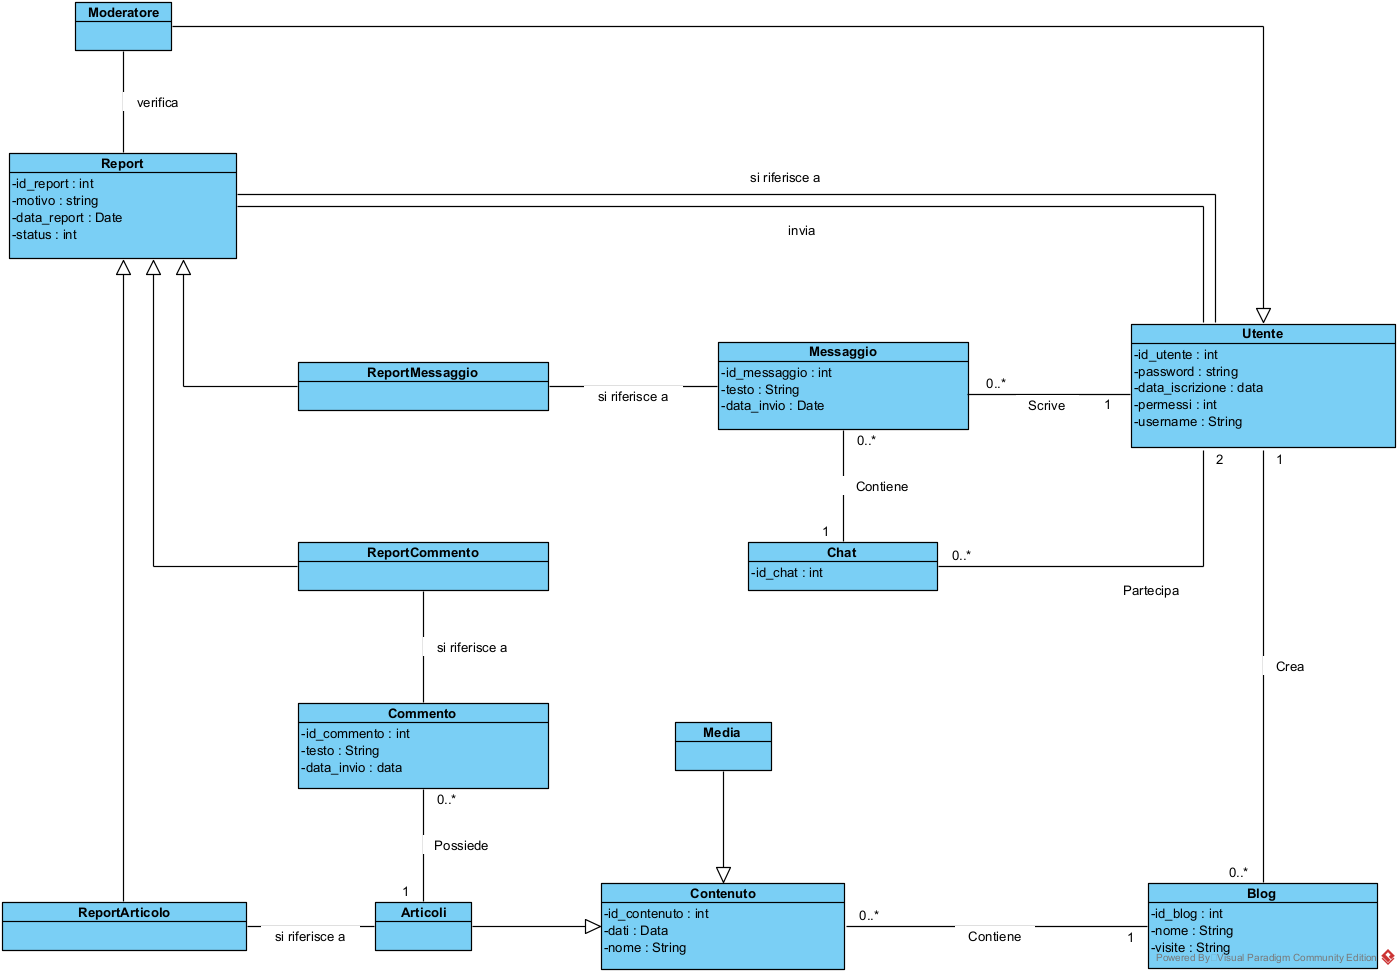 Moderatore
verifica
Report
-id_report : int
-motivo : string
-data_report : Date
-status : int
si riferisce a
invia
Utente
-id_utente : int
-password : string
-data_iscrizione : data
-permessi : int
-username : String
ReportMessaggio
si riferisce a
Messaggio
-id_messaggio : int
-testo : String
-data_invio : Date
0..*
Scrive
1
0..*
Contiene
1
2
1
ReportCommento
Chat
-id_chat : int
0..*
Partecipa
si riferisce a
Crea
Commento
-id_commento : int
-testo : String
-data_invio : data
Media
0..*
Possiede
1
0..*
ReportArticolo
si riferisce a
Articoli
Contenuto
-id_contenuto : int
-dati : Data
-nome : String
0..*
Contiene
1
Blog
-id_blog : int
-nome : String
-visite : String
Powered By Visual Paradigm Community Edition